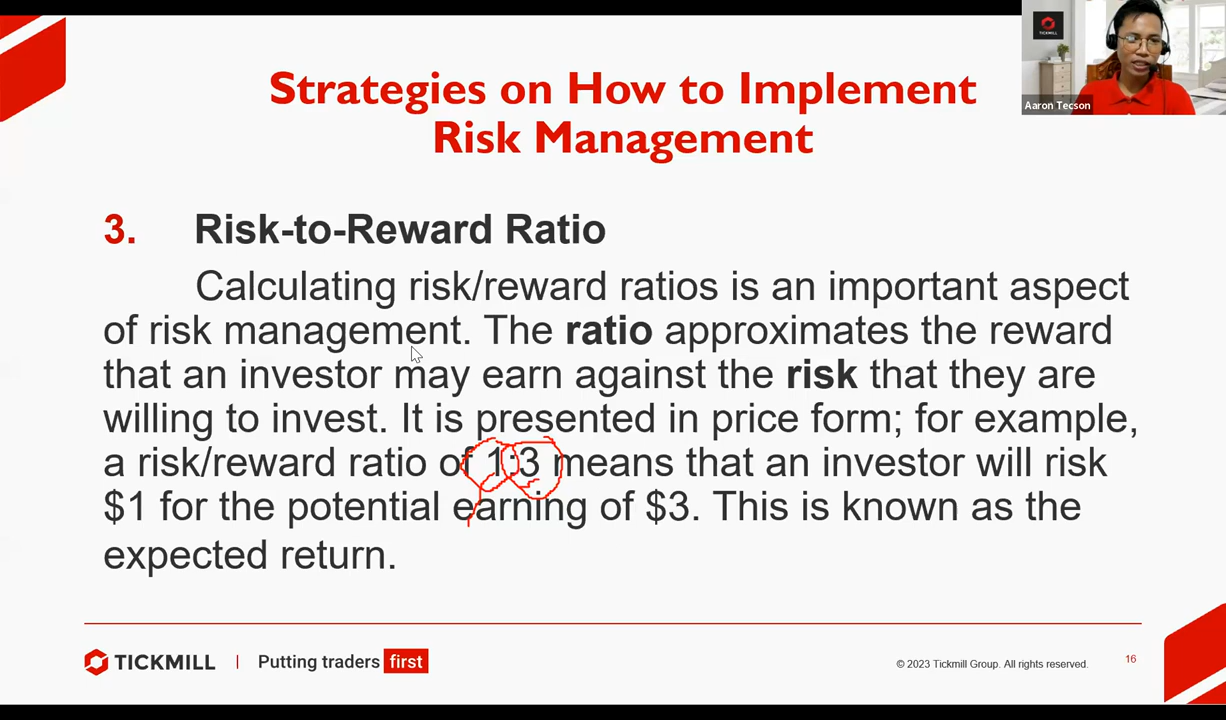 Strategies on How to Implement
Risk Management
TICKMILL
Aaron Tecson
3. Risk-to-Reward Ratio
Calculating risk/reward ratios is an important aspect
of risk management. The ratio approximates the reward
that an investor may earn against the risk that they are
willing to invest. It is presented in price form; for example,
a risk/reward ratio of 1:3 means that an investor will risk
$1 for the potential earning of $3. This is known as the
expected return.
TICKMILL | Putting traders first
© 2023 Tickmill Group. All rights reserved.
16